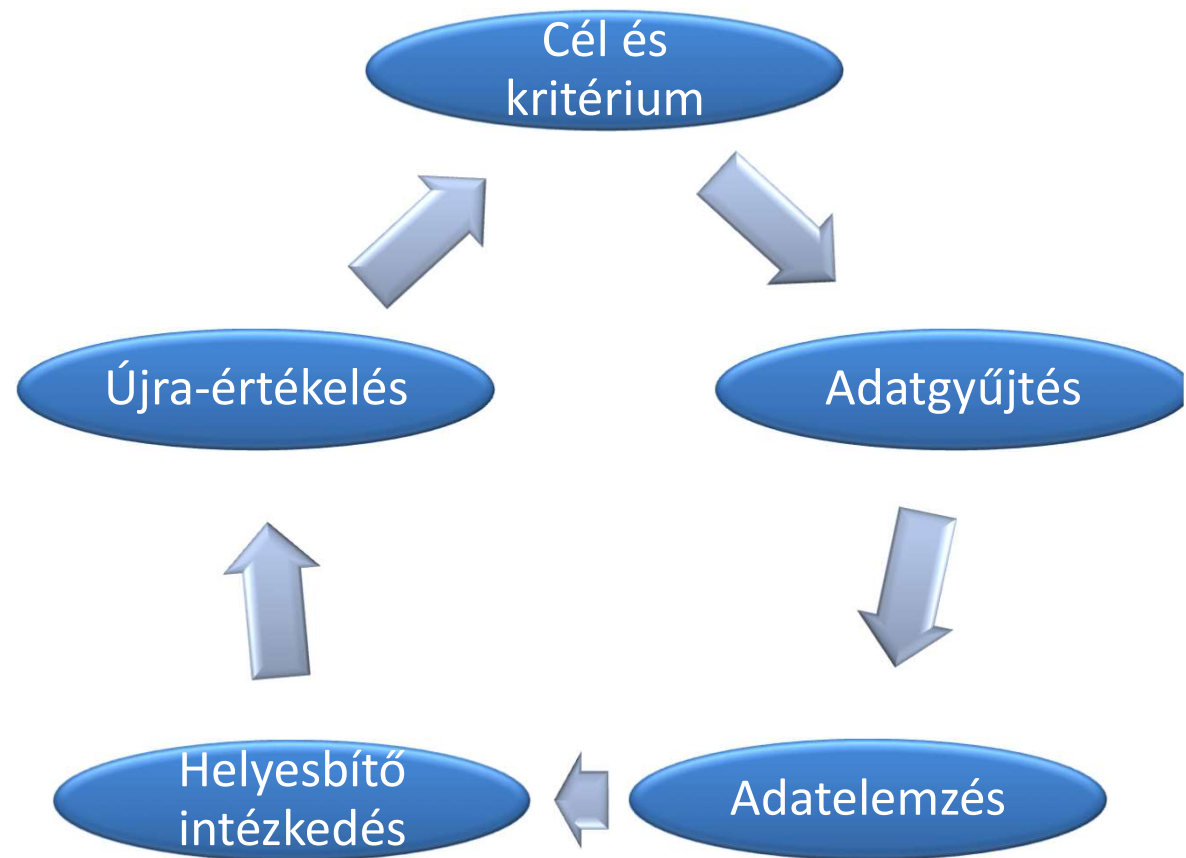 Cél és
kritérium
Adatgyűjtés
Adatelemzés
Helyesbítő
intézkedés
Újra-értékelés